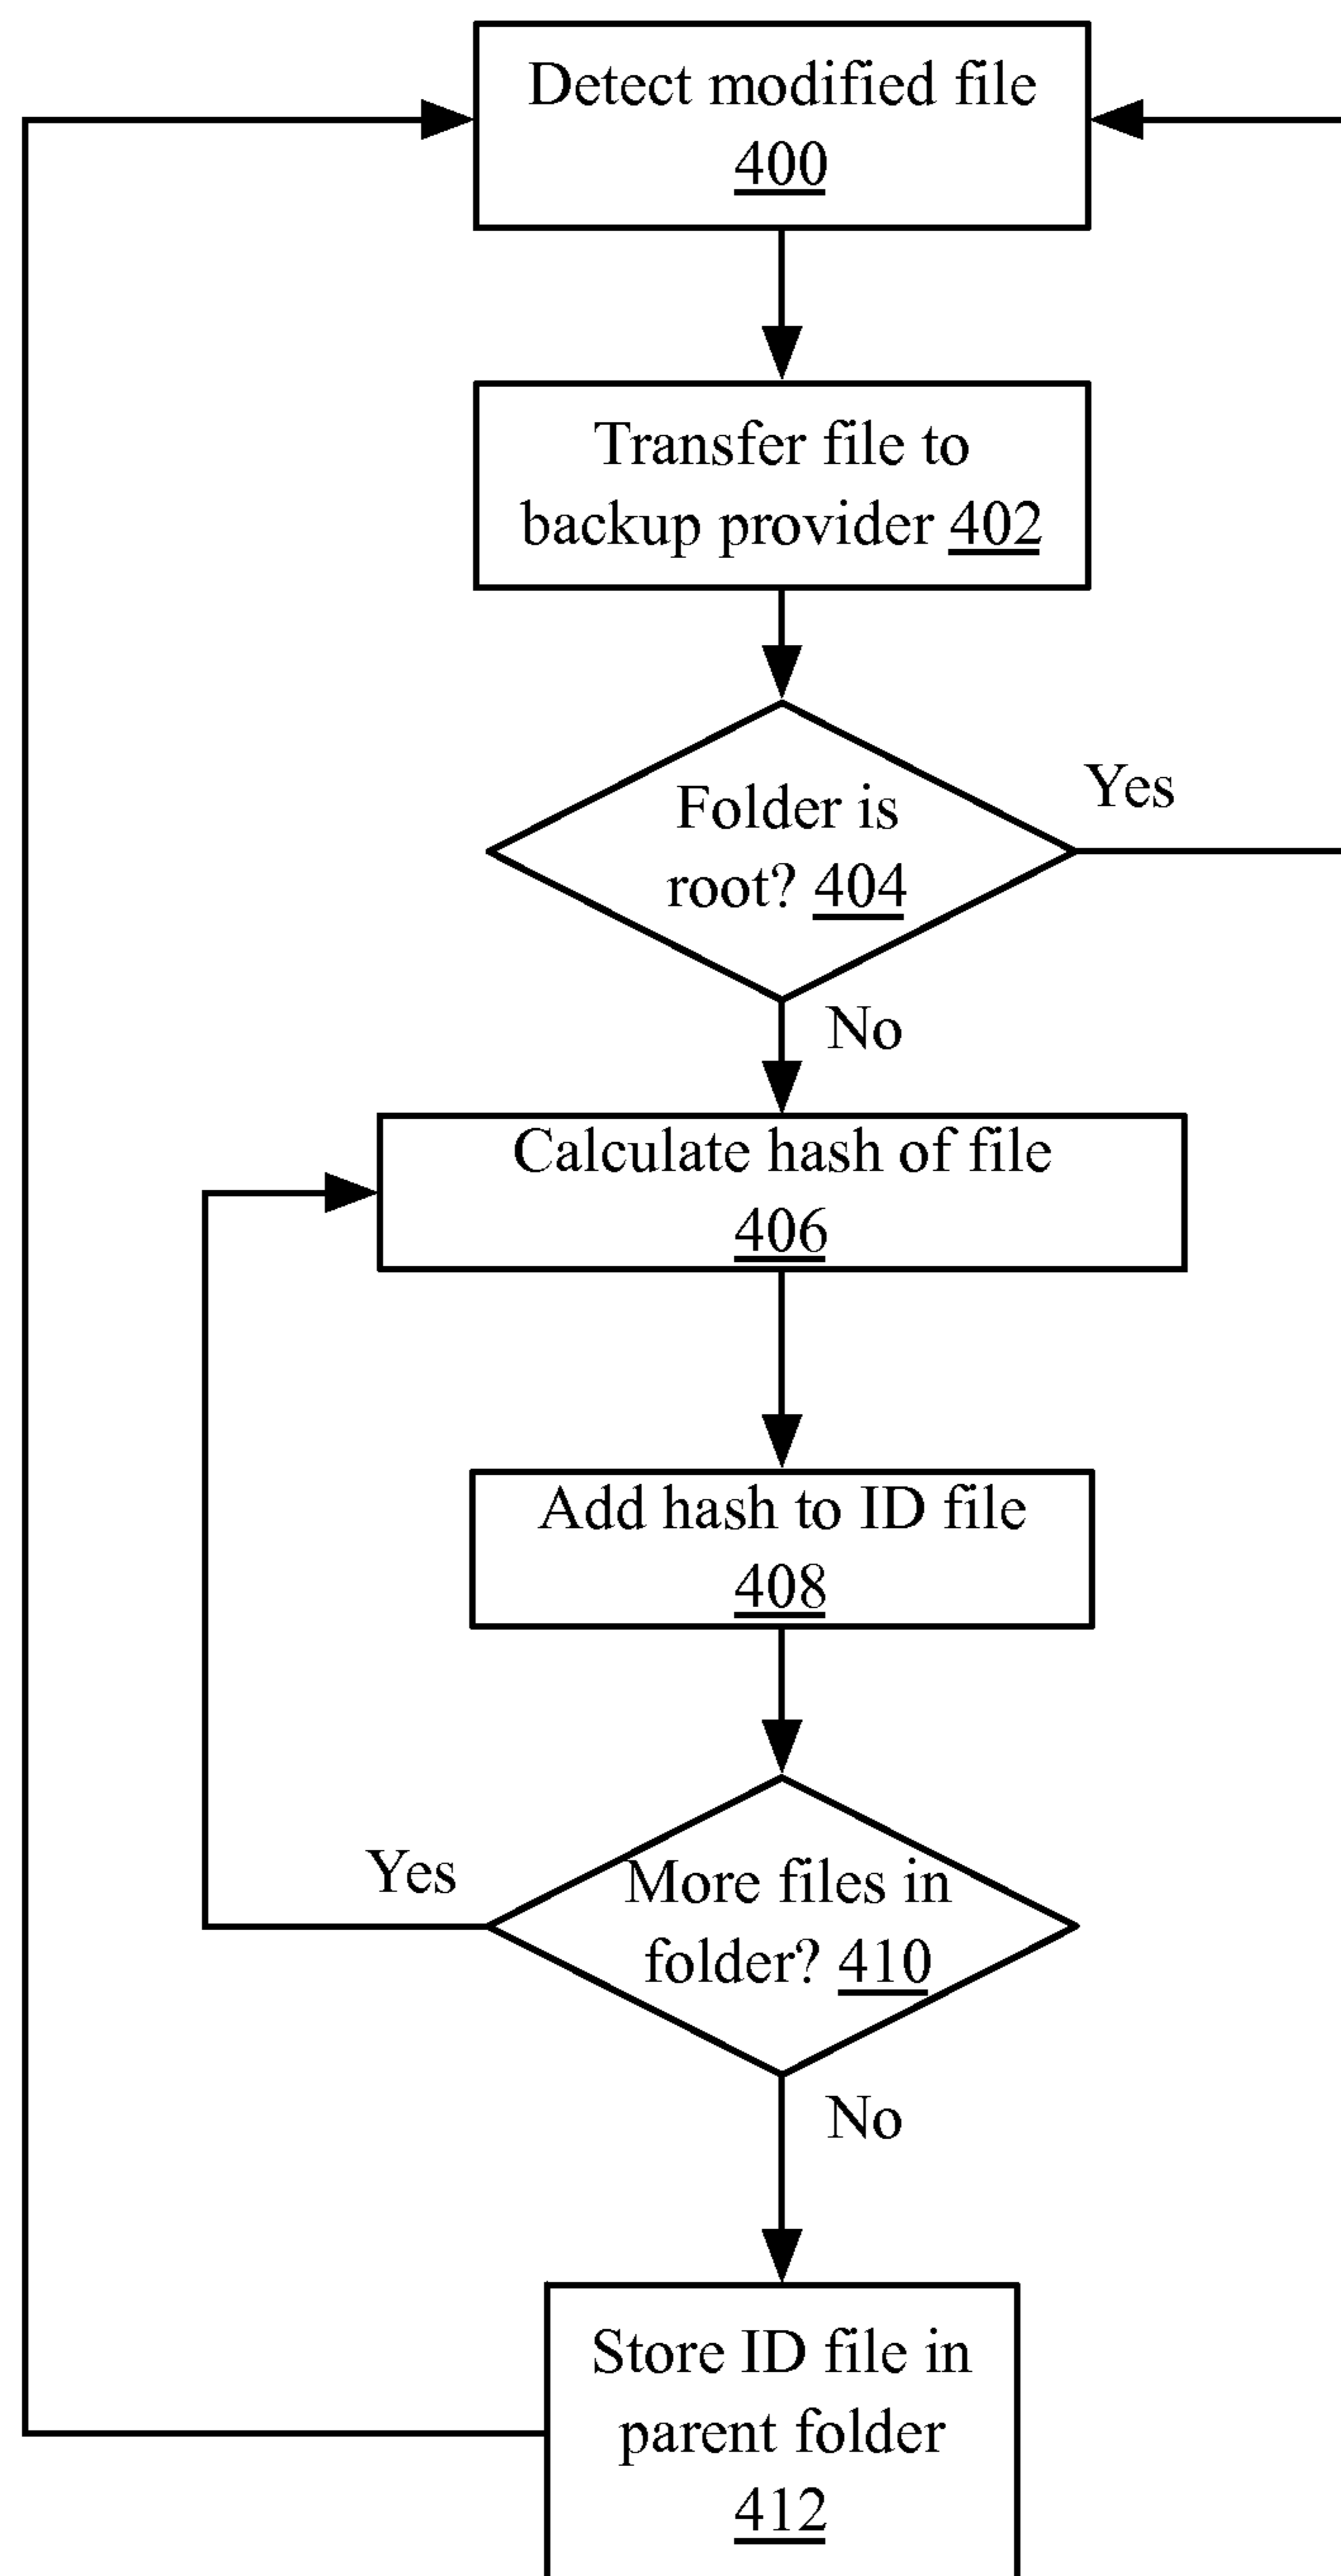 Detect modified file
400
Transfer file to
backup provider 402
Folder is
root? 404
Yes
No
Calculate hash of file
406
Add hash to ID file
408
More files in
folder? 410
Yes
No
Store ID file in
parent folder
412